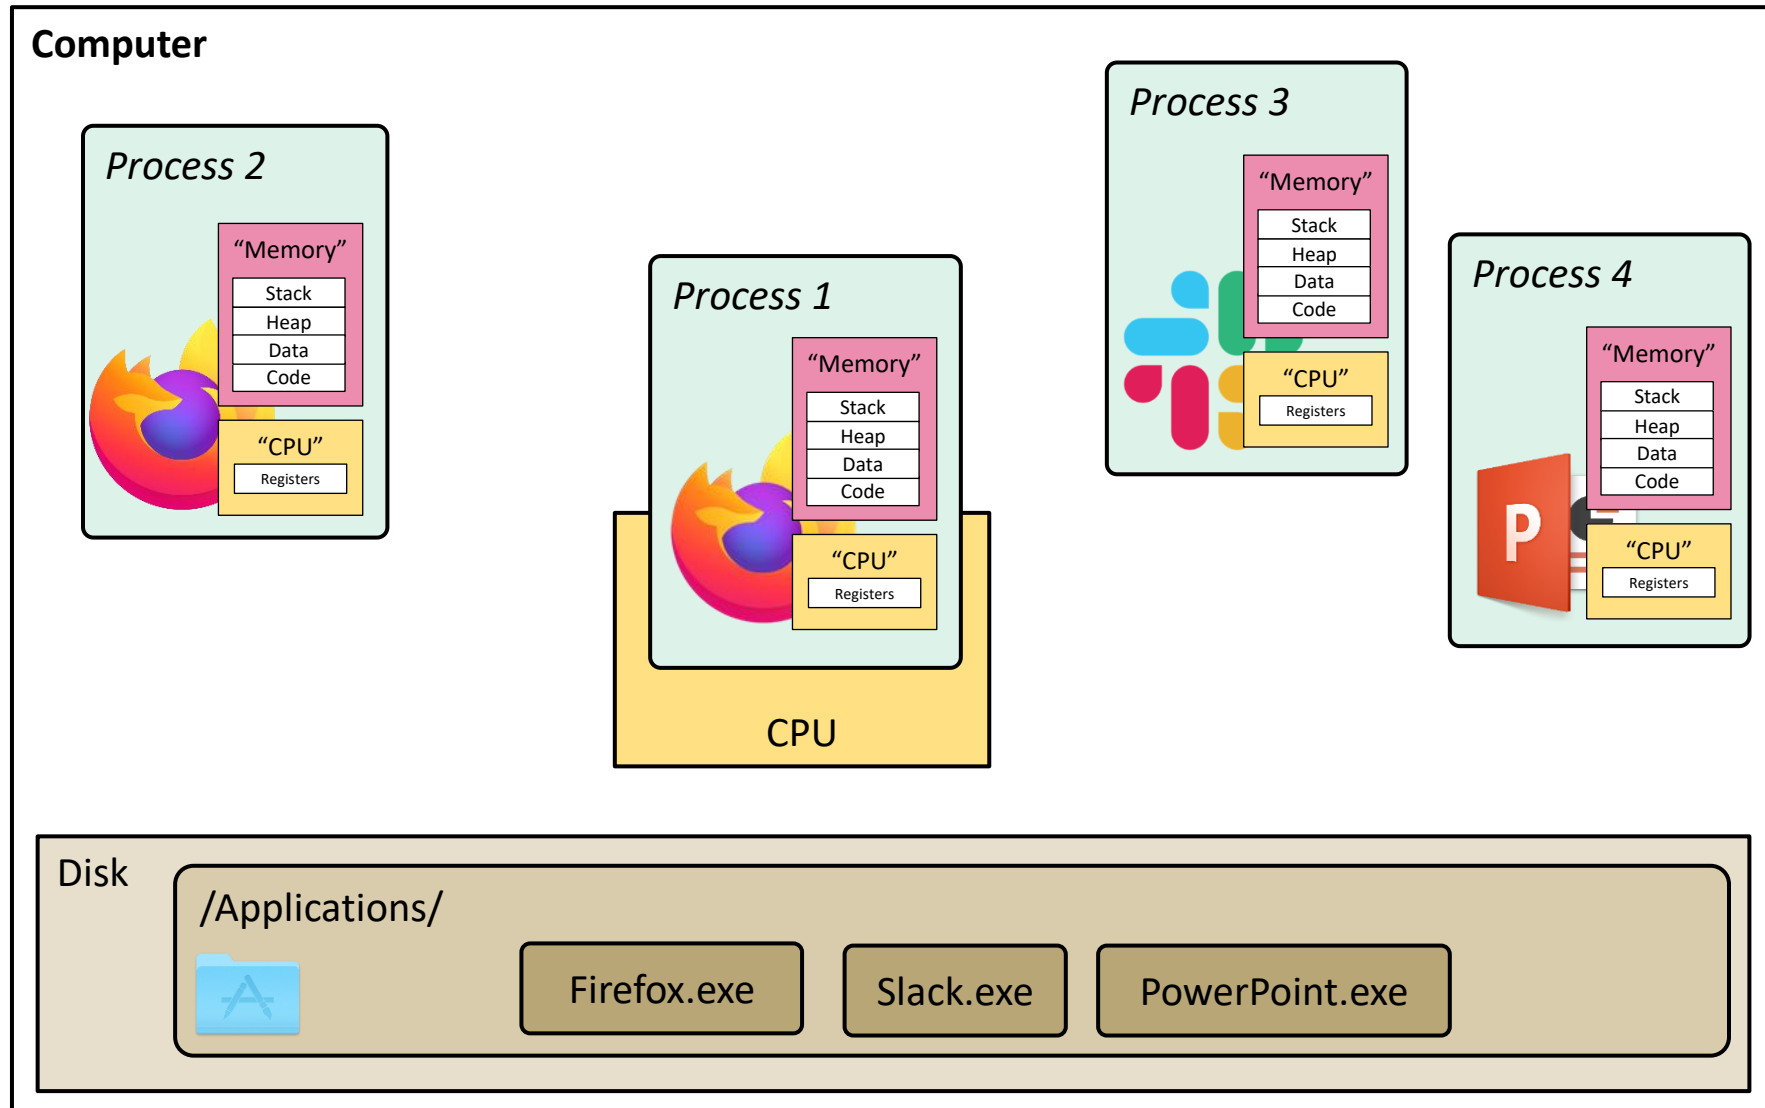 Computer
Process 2
“Memory”
Stack
Heap
Data
Code
“CPU”
Registers
Process 1
“Memory”
Stack
Heap
Data
Code
“CPU”
Registers
CPU
Process 3
“Memory”
Stack
Heap
Data
Code
“CPU”
Registers
Process 4
“Memory”
Stack
Heap
Data
Code
“CPU”
Registers
P
Disk
/Applications/
Firefox.exe
Slack.exe
PowerPoint.exe